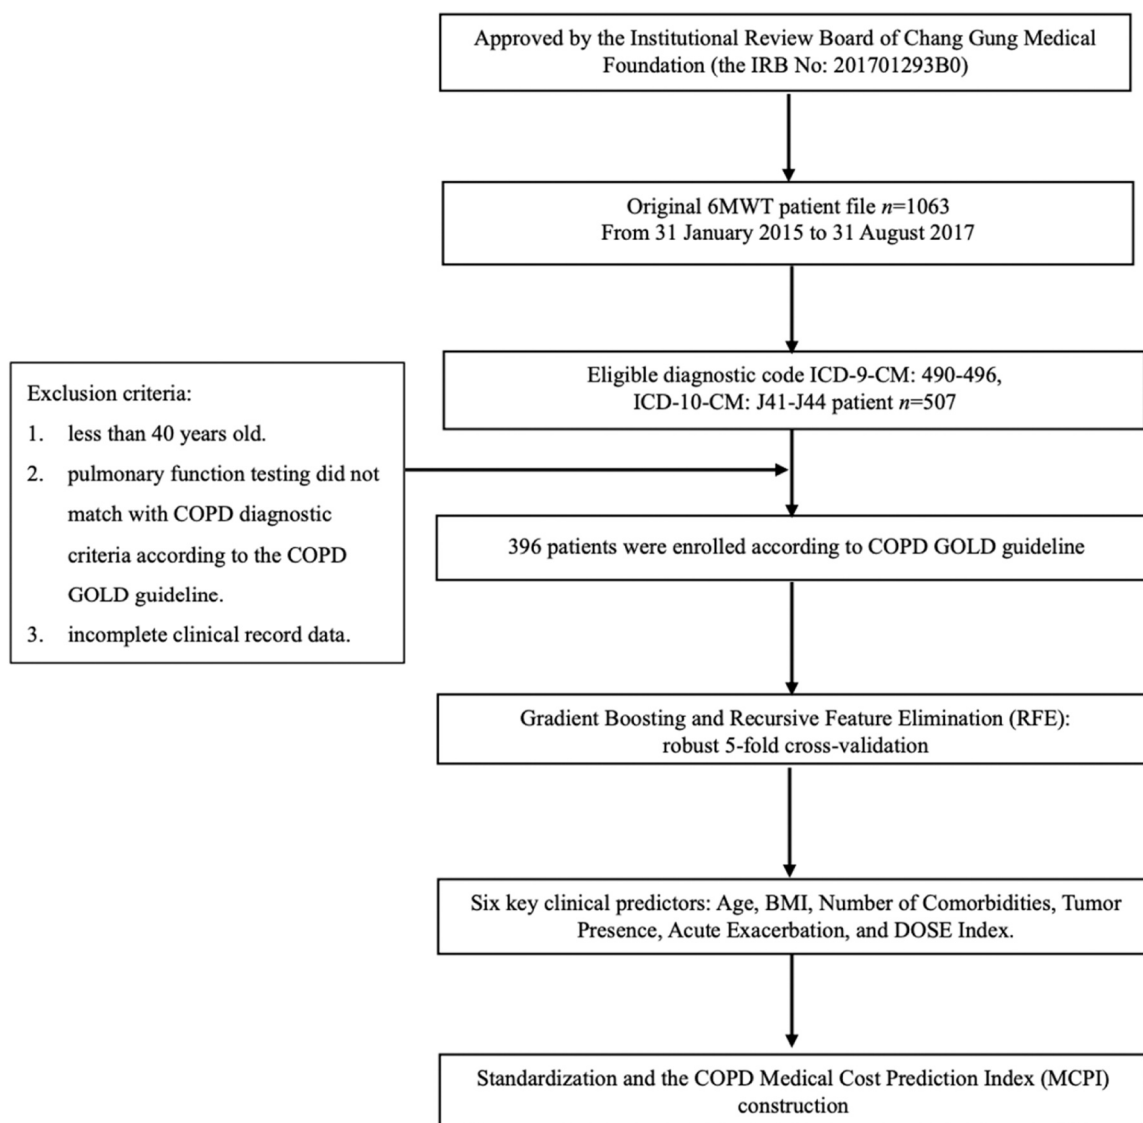 Approved by the Institutional Review Board of Chang Gung Medical
Foundation (the IRB No: 201701293B0)
Original 6MWT patient file n=1063
From 31 January 2015 to 31 August 2017
Eligible diagnostic code ICD-9-CM: 490-496,
ICD-10-CM: J41-J44 patient n=507
Exclusion criteria:
1. less than 40 years old.
2. pulmonary function testing did not
match with COPD diagnostic
criteria according to the COPD
GOLD guideline.
3. incomplete clinical record data.
396 patients were enrolled according to COPD GOLD guideline
Gradient Boosting and Recursive Feature Elimination (RFE):
robust 5-fold cross-validation
Six key clinical predictors: Age, BMI, Number of Comorbidities, Tumor
Presence, Acute Exacerbation, and DOSE Index.
Standardization and the COPD Medical Cost Prediction Index (MCPI)
construction